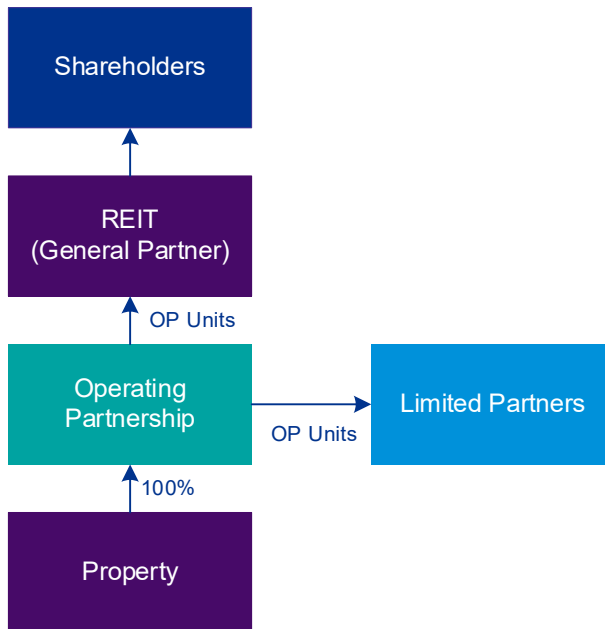 Shareholders
REIT
(General Partner)
OP Units
Operating
Partnership
Limited Partners
OP Units
100%
Property